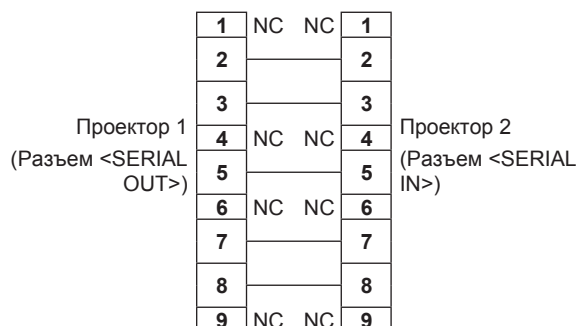 1 NC NC 1
2 2
3 3
Проектор 1
(Разъем <SERIAL
OUT>)
4 NC NC 4
Проектор 2
(Разъем <SERIAL
IN>)
5 5
6 NC NC 6
7 7
8 8
9 NC NC 9